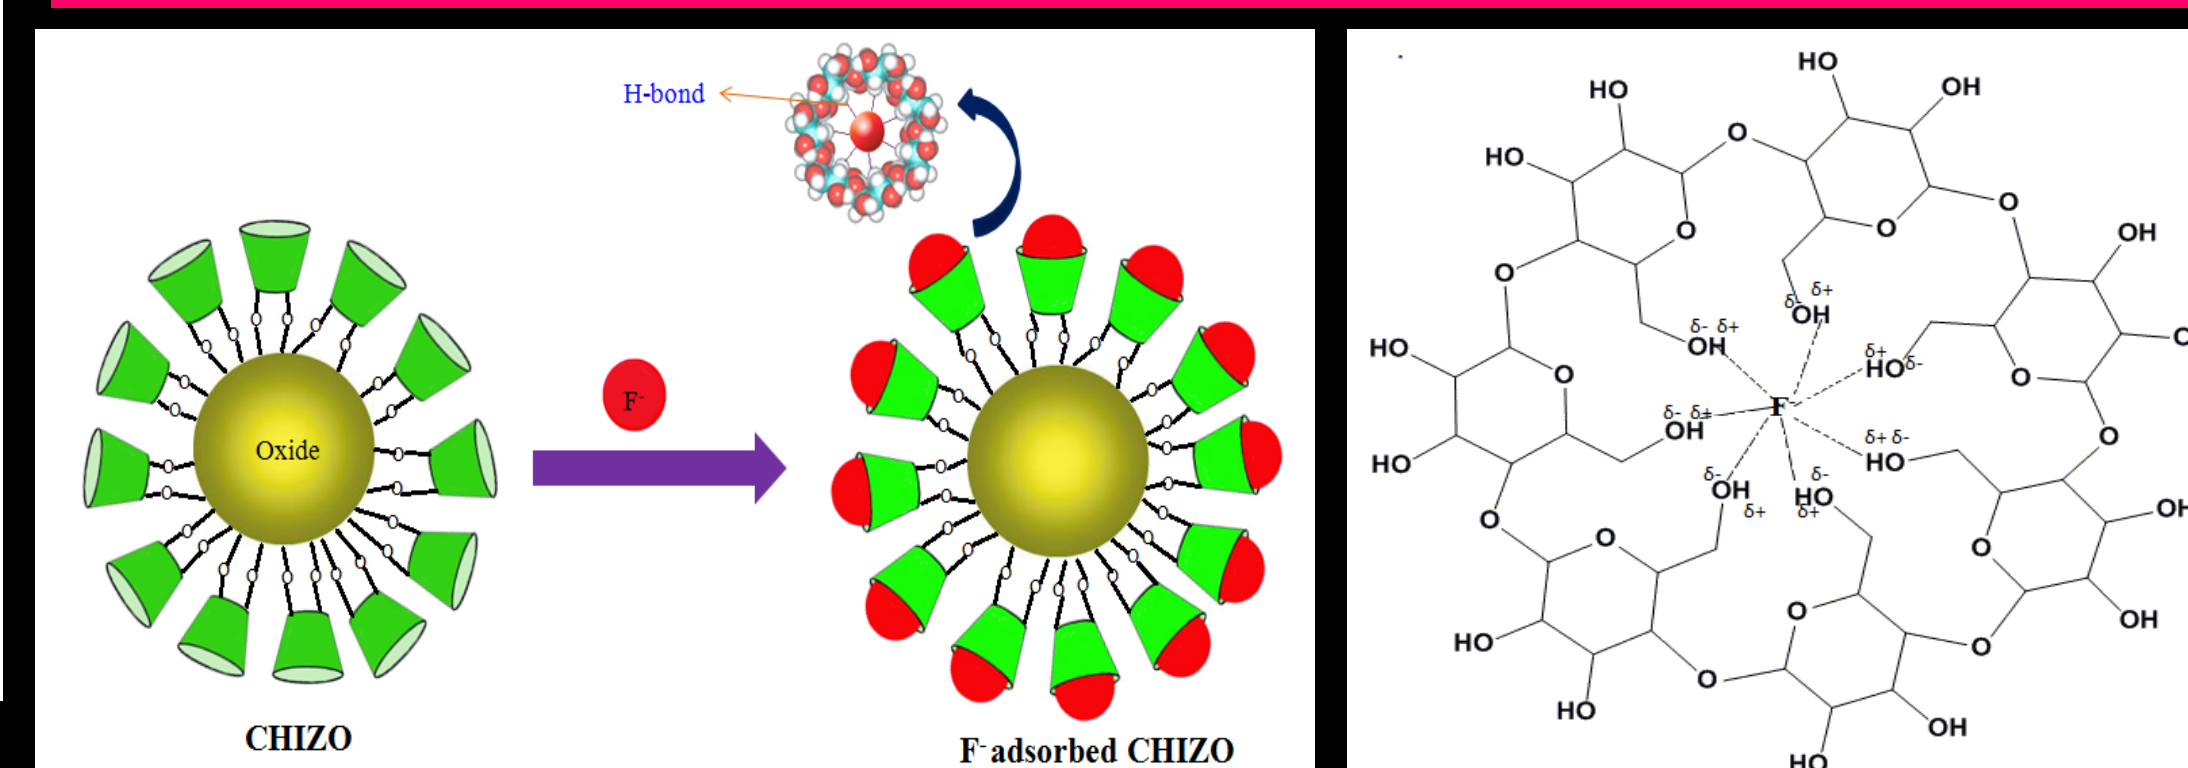 H-bond
F-
Oxide
CHIZO
F- adsorbed CHIZO
HO
HO
OH
O
HO
O
O
O
OH
O
δ- δ+
OH
δ- δ+
OH
δ+
HO δ-
HO
O
O
F-
δ- δ+
OH
O
δ+ δ-
HO
HO
δ-
OH
δ+
δ-
HO
δ+
OH
O
O
O
O
HO
O
O
OH
O
HO
OH
HO